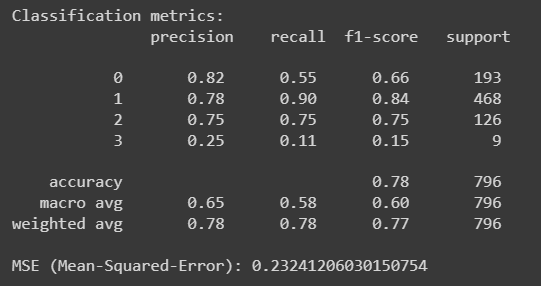 Classification metrics:
precision recall f1-score support
0 0.82 0.55 0.66 193
1 0.78 0.90 0.84 468
2 0.75 0.75 0.75 126
3 0.25 0.11 0.15 9
accuracy 0.78 796
macro avg 0.65 0.58 0.60 796
weighted avg 0.78 0.78 0.77 796
MSE (Mean-Squared-Error): 0.23241206030150754